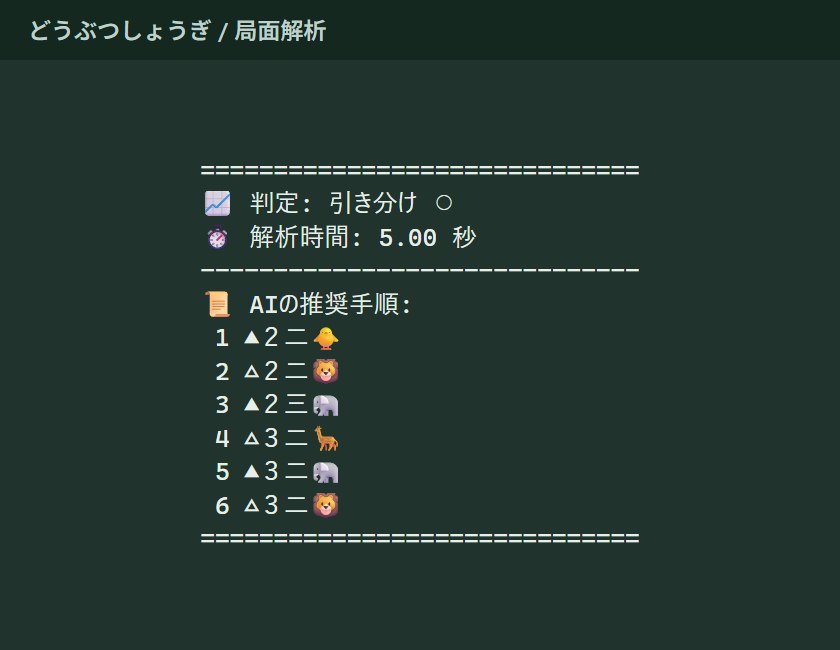 どうぶつしょうぎ / 局面解析
==============================
📈 判定: 引き分け ○
⏱️ 解析時間: 5.00 秒
------------------------------
📜 AIの推奨手順:
1 ▲2二🐥
2 △2二🦁
3 ▲2三🐘
4 △3二🦒
5 ▲3二🐘
6 △3二🦁
==============================